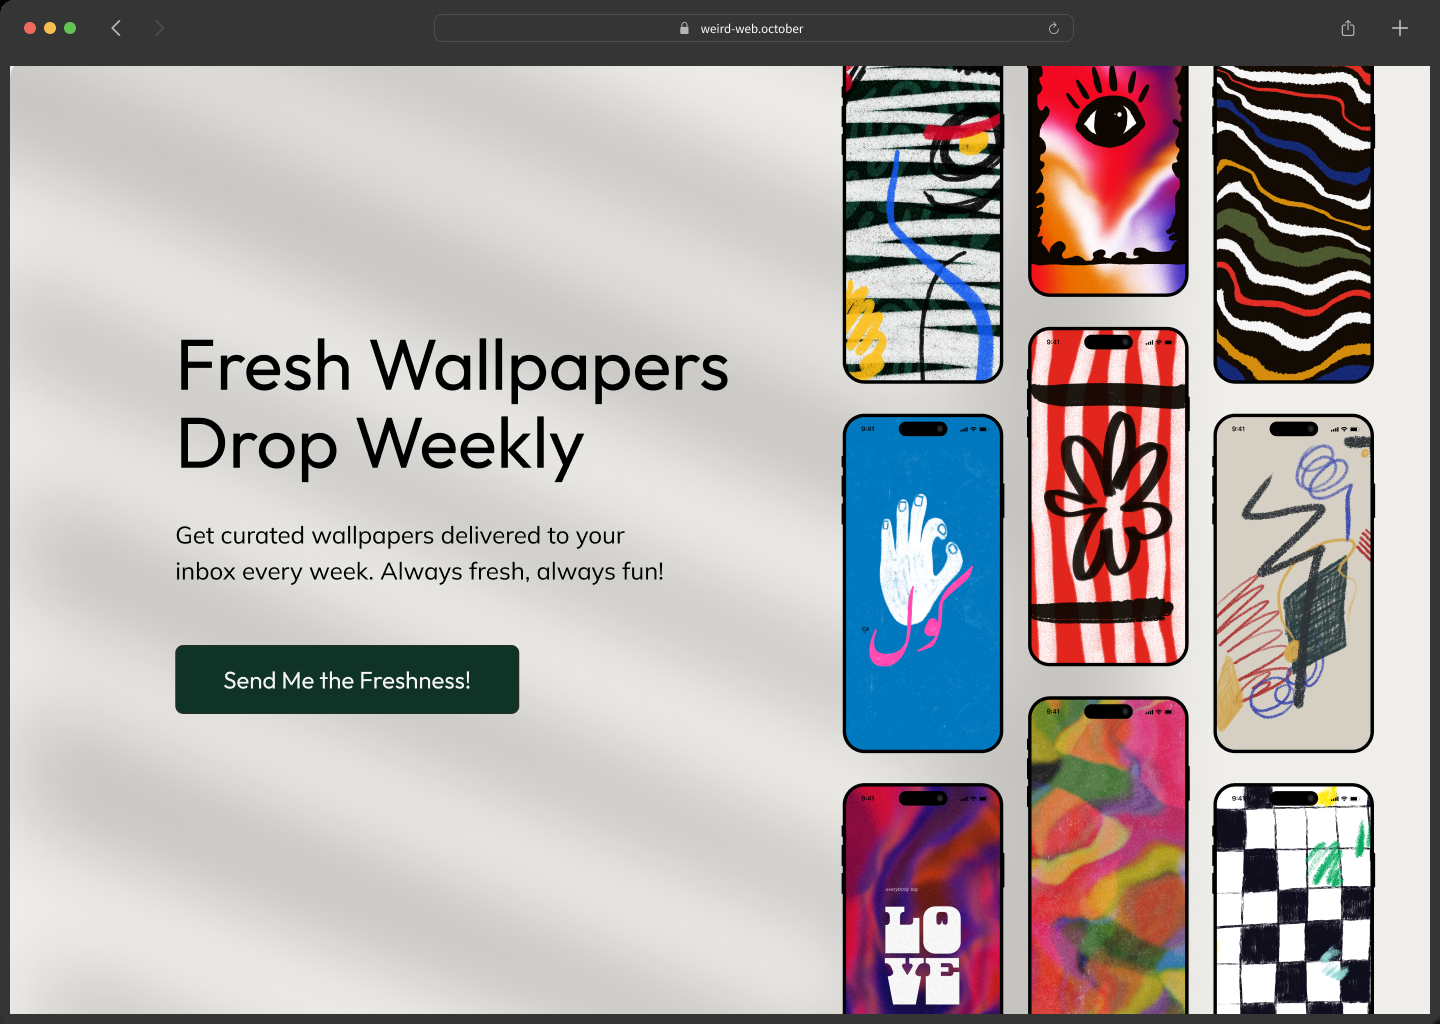 weird-web.october
Fresh Wallpapers
Drop Weekly
Get curated wallpapers delivered to your
inbox every week. Always fresh, always fun!
Send Me the Freshness!
9:41
9:41
9:41
كول
9:41
9:41
9:41
everybody say
LO
VE